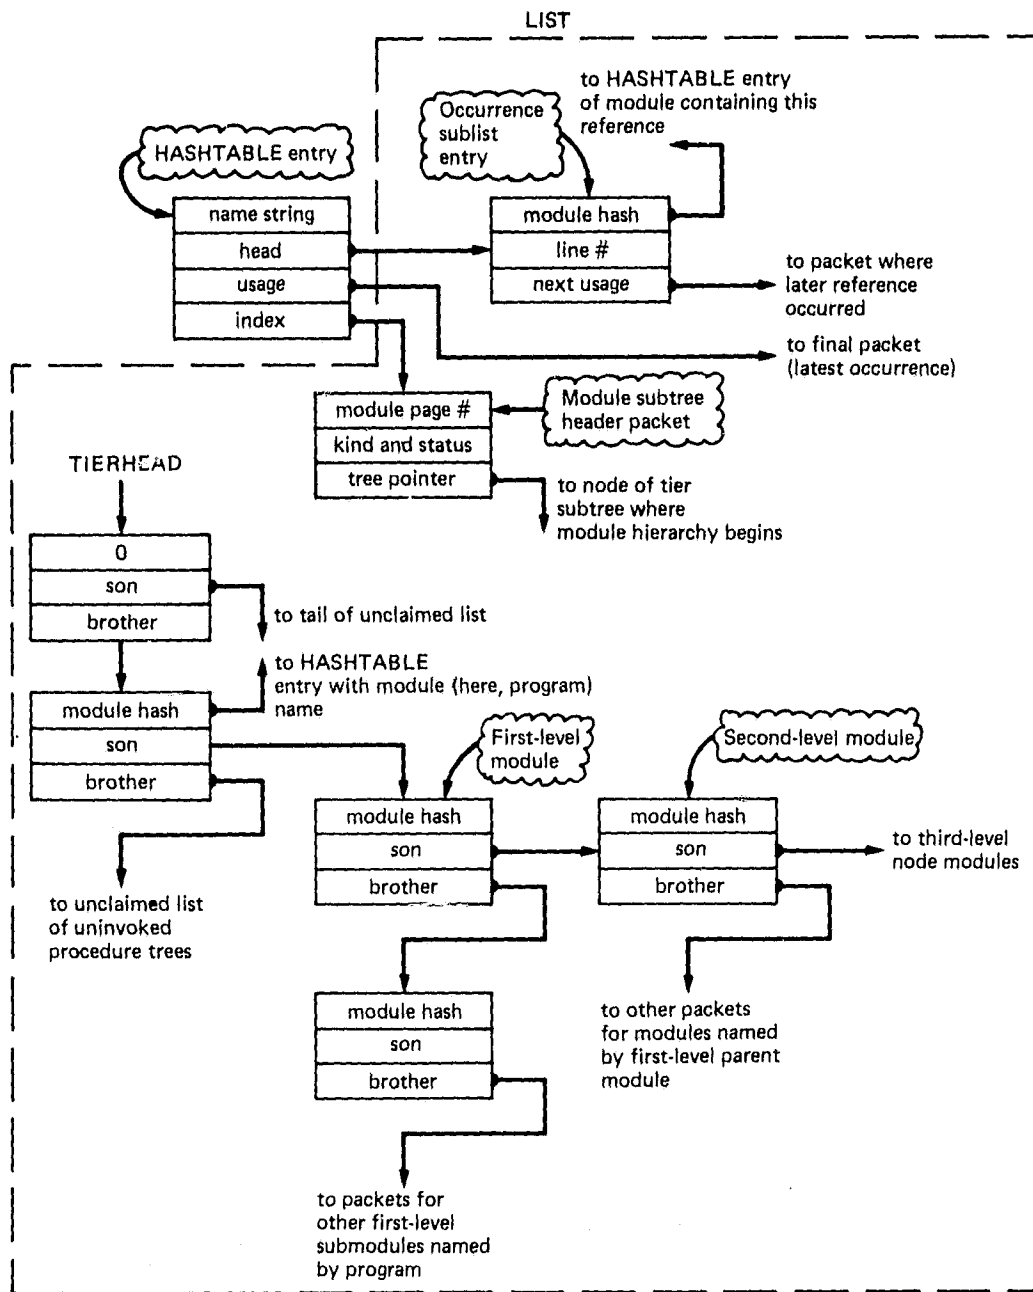 LIST
to HASHTABLE entry
of module containing this
reference
Occurrence
sublist
entry
HASHTABLE entry
name string
head
usage
index
module hash
line #
next usage
to packet where
later reference
occurred
to final packet
(latest occurrence)
module page #
kind and status
tree pointer
Module subtree
header packet
to node of tier
subtree where
module hierarchy begins
TIERHEAD
0
son
brother
to tail of unclaimed list
to HASHTABLE
entry with module (here, program)
name
module hash
son
brother
to unclaimed list
of uninvoked
procedure trees
First-level
module
module hash
son
brother
Second-level module
module hash
son
brother
to third-level
node modules
module hash
son
brother
to other packets
for modules named
by first-level parent
module
to packets for
other first-level
submodules named
by program